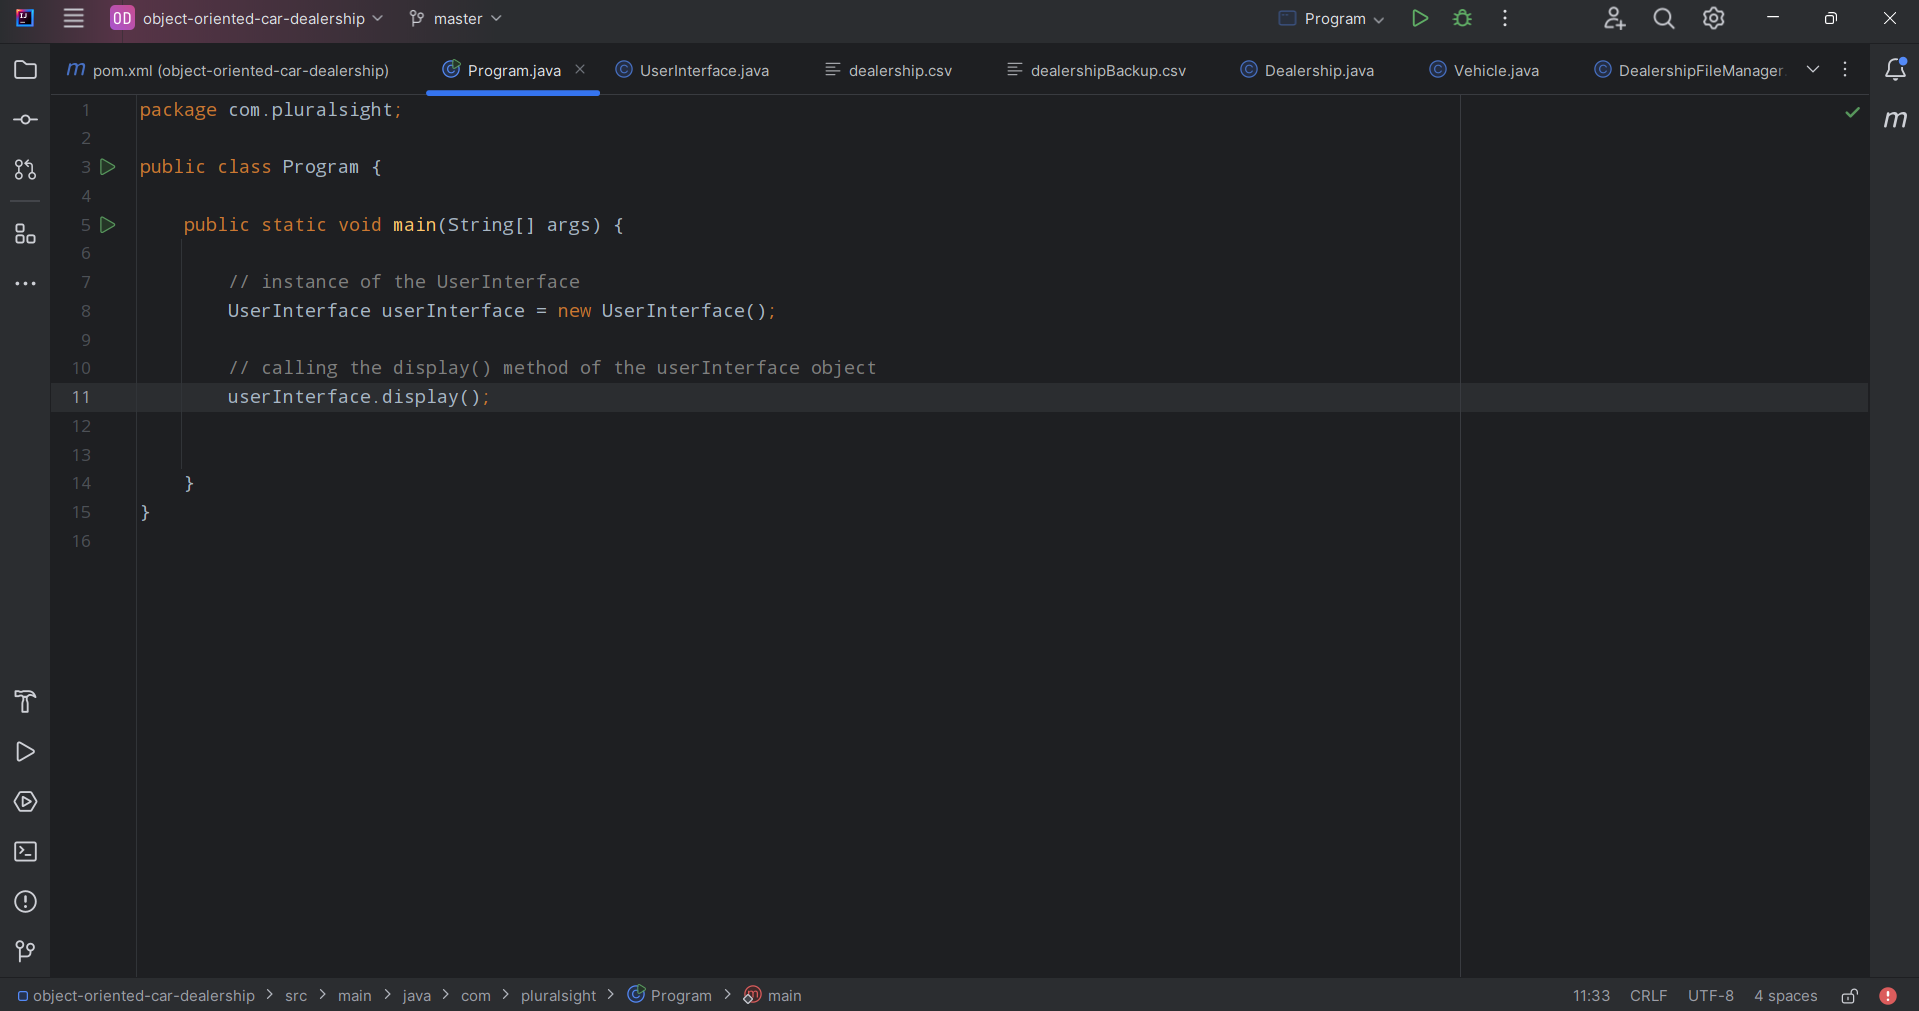 OD object-oriented-car-dealership master Program
m pom.xml (object-oriented-car-dealership) Program.java UserInterface.java dealership.csv dealershipBackup.csv Dealership.java Vehicle.java DealershipFileManager
m
1 package com.pluralsight;
2
3 public class Program {
4
5 public static void main(String[] args) {
6
7 // instance of the UserInterface
8 UserInterface userInterface = new UserInterface();
9
10 // calling the display() method of the userInterface object
11 userInterface.display();
12
13
14 }
15 }
16
object-oriented-car-dealership > src > main > java > com > pluralsight > Program > main 11:33 CRLF UTF-8 4 spaces